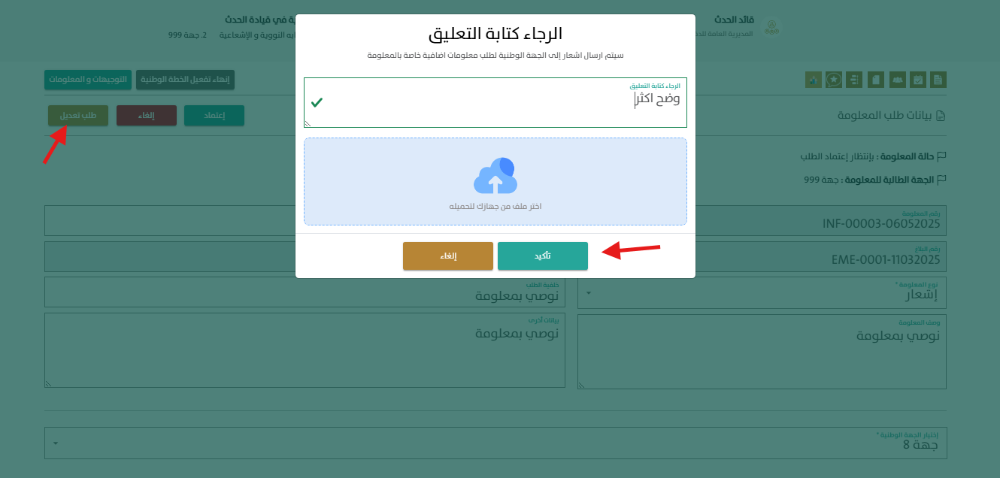 قائد الحدث
المديرية العامة للد
ية في قيادة الحدث
ابه النووية و الإشعاعية
2. جهة 999
إنهاء تفعيل الخطة الوطنية
التوجيهات و المعلومات
بيانات طلب المعلومة
إعتماد
إلغاء
طلب تعديل
حالة المعلومة : بإنتظار إعتماد الطلب
الجهة الطالبة للمعلومة : جهة 999
الرجاء كتابة التعليق
سيتم ارسال اشعار إلى الجهة الوطنية لطلب معلومات اضافية خاصة بالمعلومة
الرجاء كتابة التعليق
وضح اكثر
اختر ملف من جهازك لتحميله
تأكيد
إلغاء
رقم المعلومة
INF-00003-06052025
رقم البلاغ
EME-0001-11032025
نوع المعلومة *
إشعار
خلفية الطلب
نوصي بمعلومة
وصف المعلومة
نوصي بمعلومة
بيانات أخرى
نوصي بمعلومة
إختيار الجهة الوطنية *
جهة 8